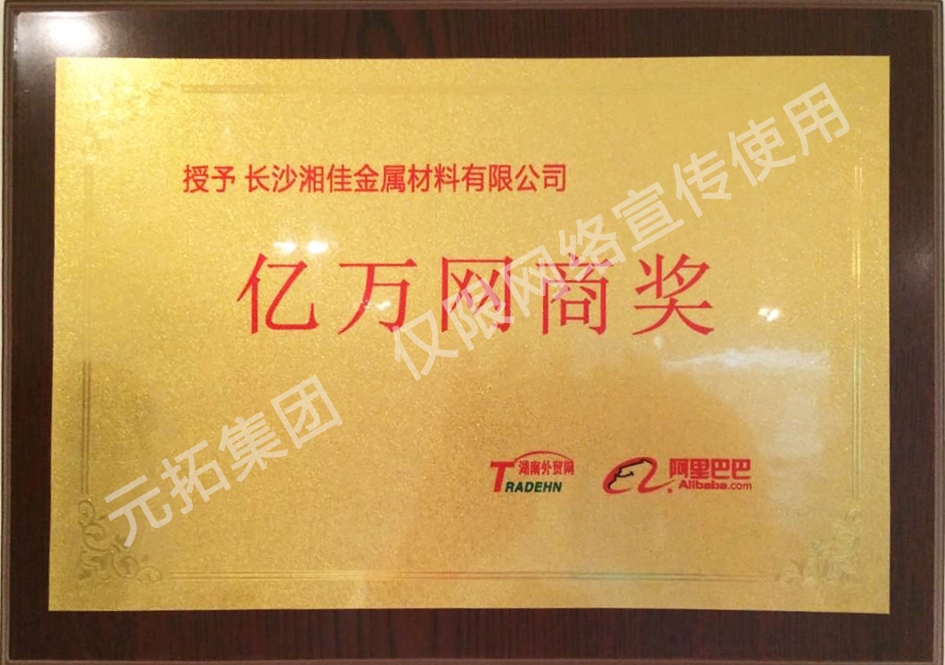 授予 长沙湘佳金属材料有限公司
亿万网商奖
湖南外贸网
TRADEHN
阿里巴巴
Alibaba.com
元拓集团 仅限网络宣传使用